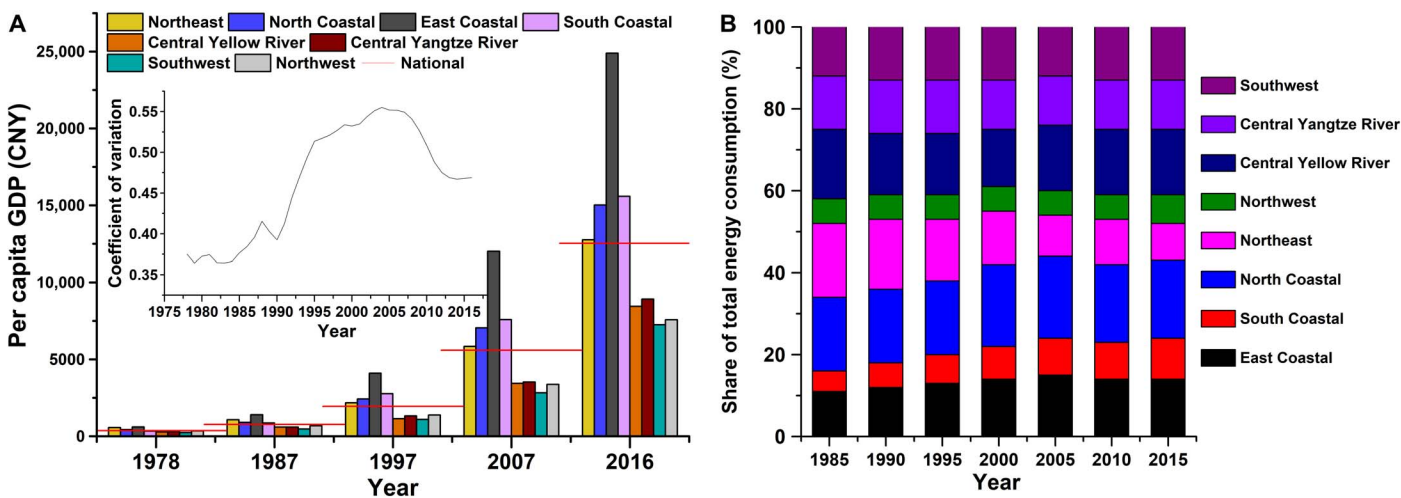 A
Northeast North Coastal East Coastal South Coastal
Central Yellow River Central Yangtze River
Southwest Northwest National
Per capita GDP (CNY)
25,000
20,000
15,000
10,000
5000
0
1978 1987 1997 2007 2016
Year
Coefficient of variation
0.55
0.50
0.45
0.40
0.35
1975 1980 1985 1990 1995 2000 2005 2010 2015
Year
B
Share of total energy consumption (%)
100
80
60
40
20
0
1985 1990 1995 2000 2005 2010 2015
Year
Southwest
Central Yangtze River
Central Yellow River
Northwest
Northeast
North Coastal
South Coastal
East Coastal